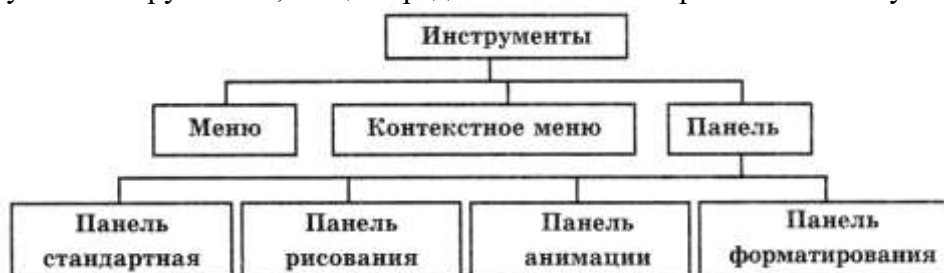 Инструменты
Меню
Контекстное меню
Панель
Панель
стандартная
Панель
рисования
Панель
анимации
Панель
форматирования